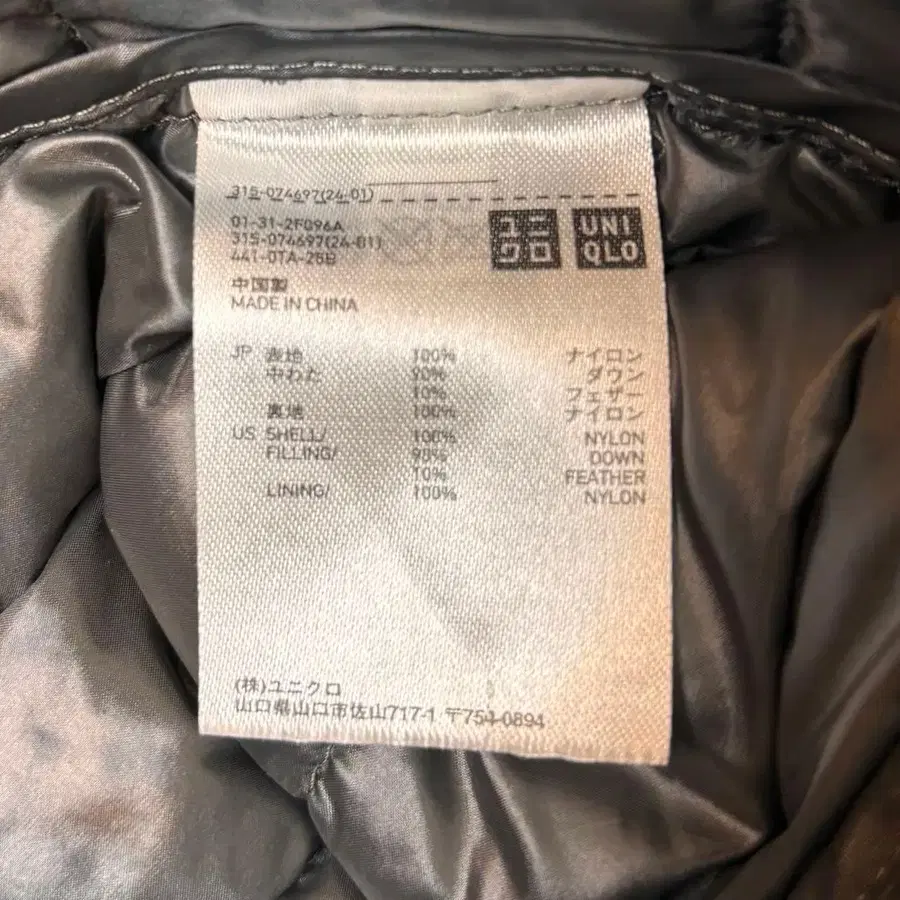 315-074697(24-01)
01-31-2F096A
315-074697(24-01)
441-0TA-25B
ユニ
クロ
UNI
QLO
中国製
MADE IN CHINA
JP 表地 100% ナイロン
中わた 90% ダウン
10% フェザー
裏地 100% ナイロン
US SHELL/ 100% NYLON
FILLING/ 90% DOWN
10% FEATHER
LINING/ 100% NYLON
(株)ユニクロ
山口県山口市佐山717-1 〒754-0894